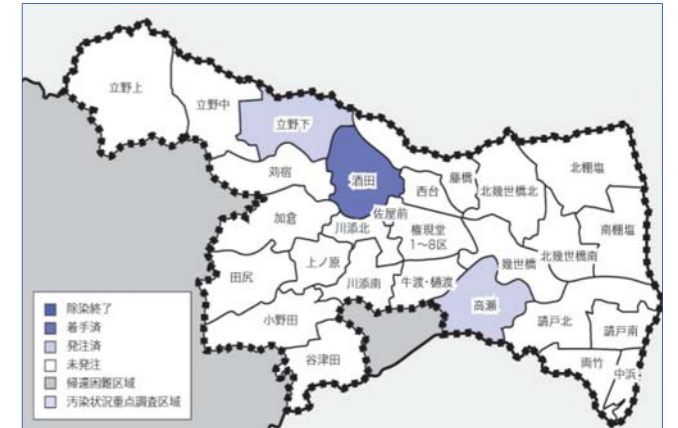 立野上
立野中
立野下
苅宿
酒田
西台
藤橋
北幾世橋北
北棚塩
加倉
佐屋前
川添北
権現堂
1〜8区
南棚塩
北幾世橋南
幾世橋
田尻
上ノ原
川添南
牛渡・樋渡
高瀬
小野田
請戸北
請戸南
谷津田
両竹
中浜
除染終了
着手済
発注済
未発注
帰還困難区域
汚染状況重点調査区域